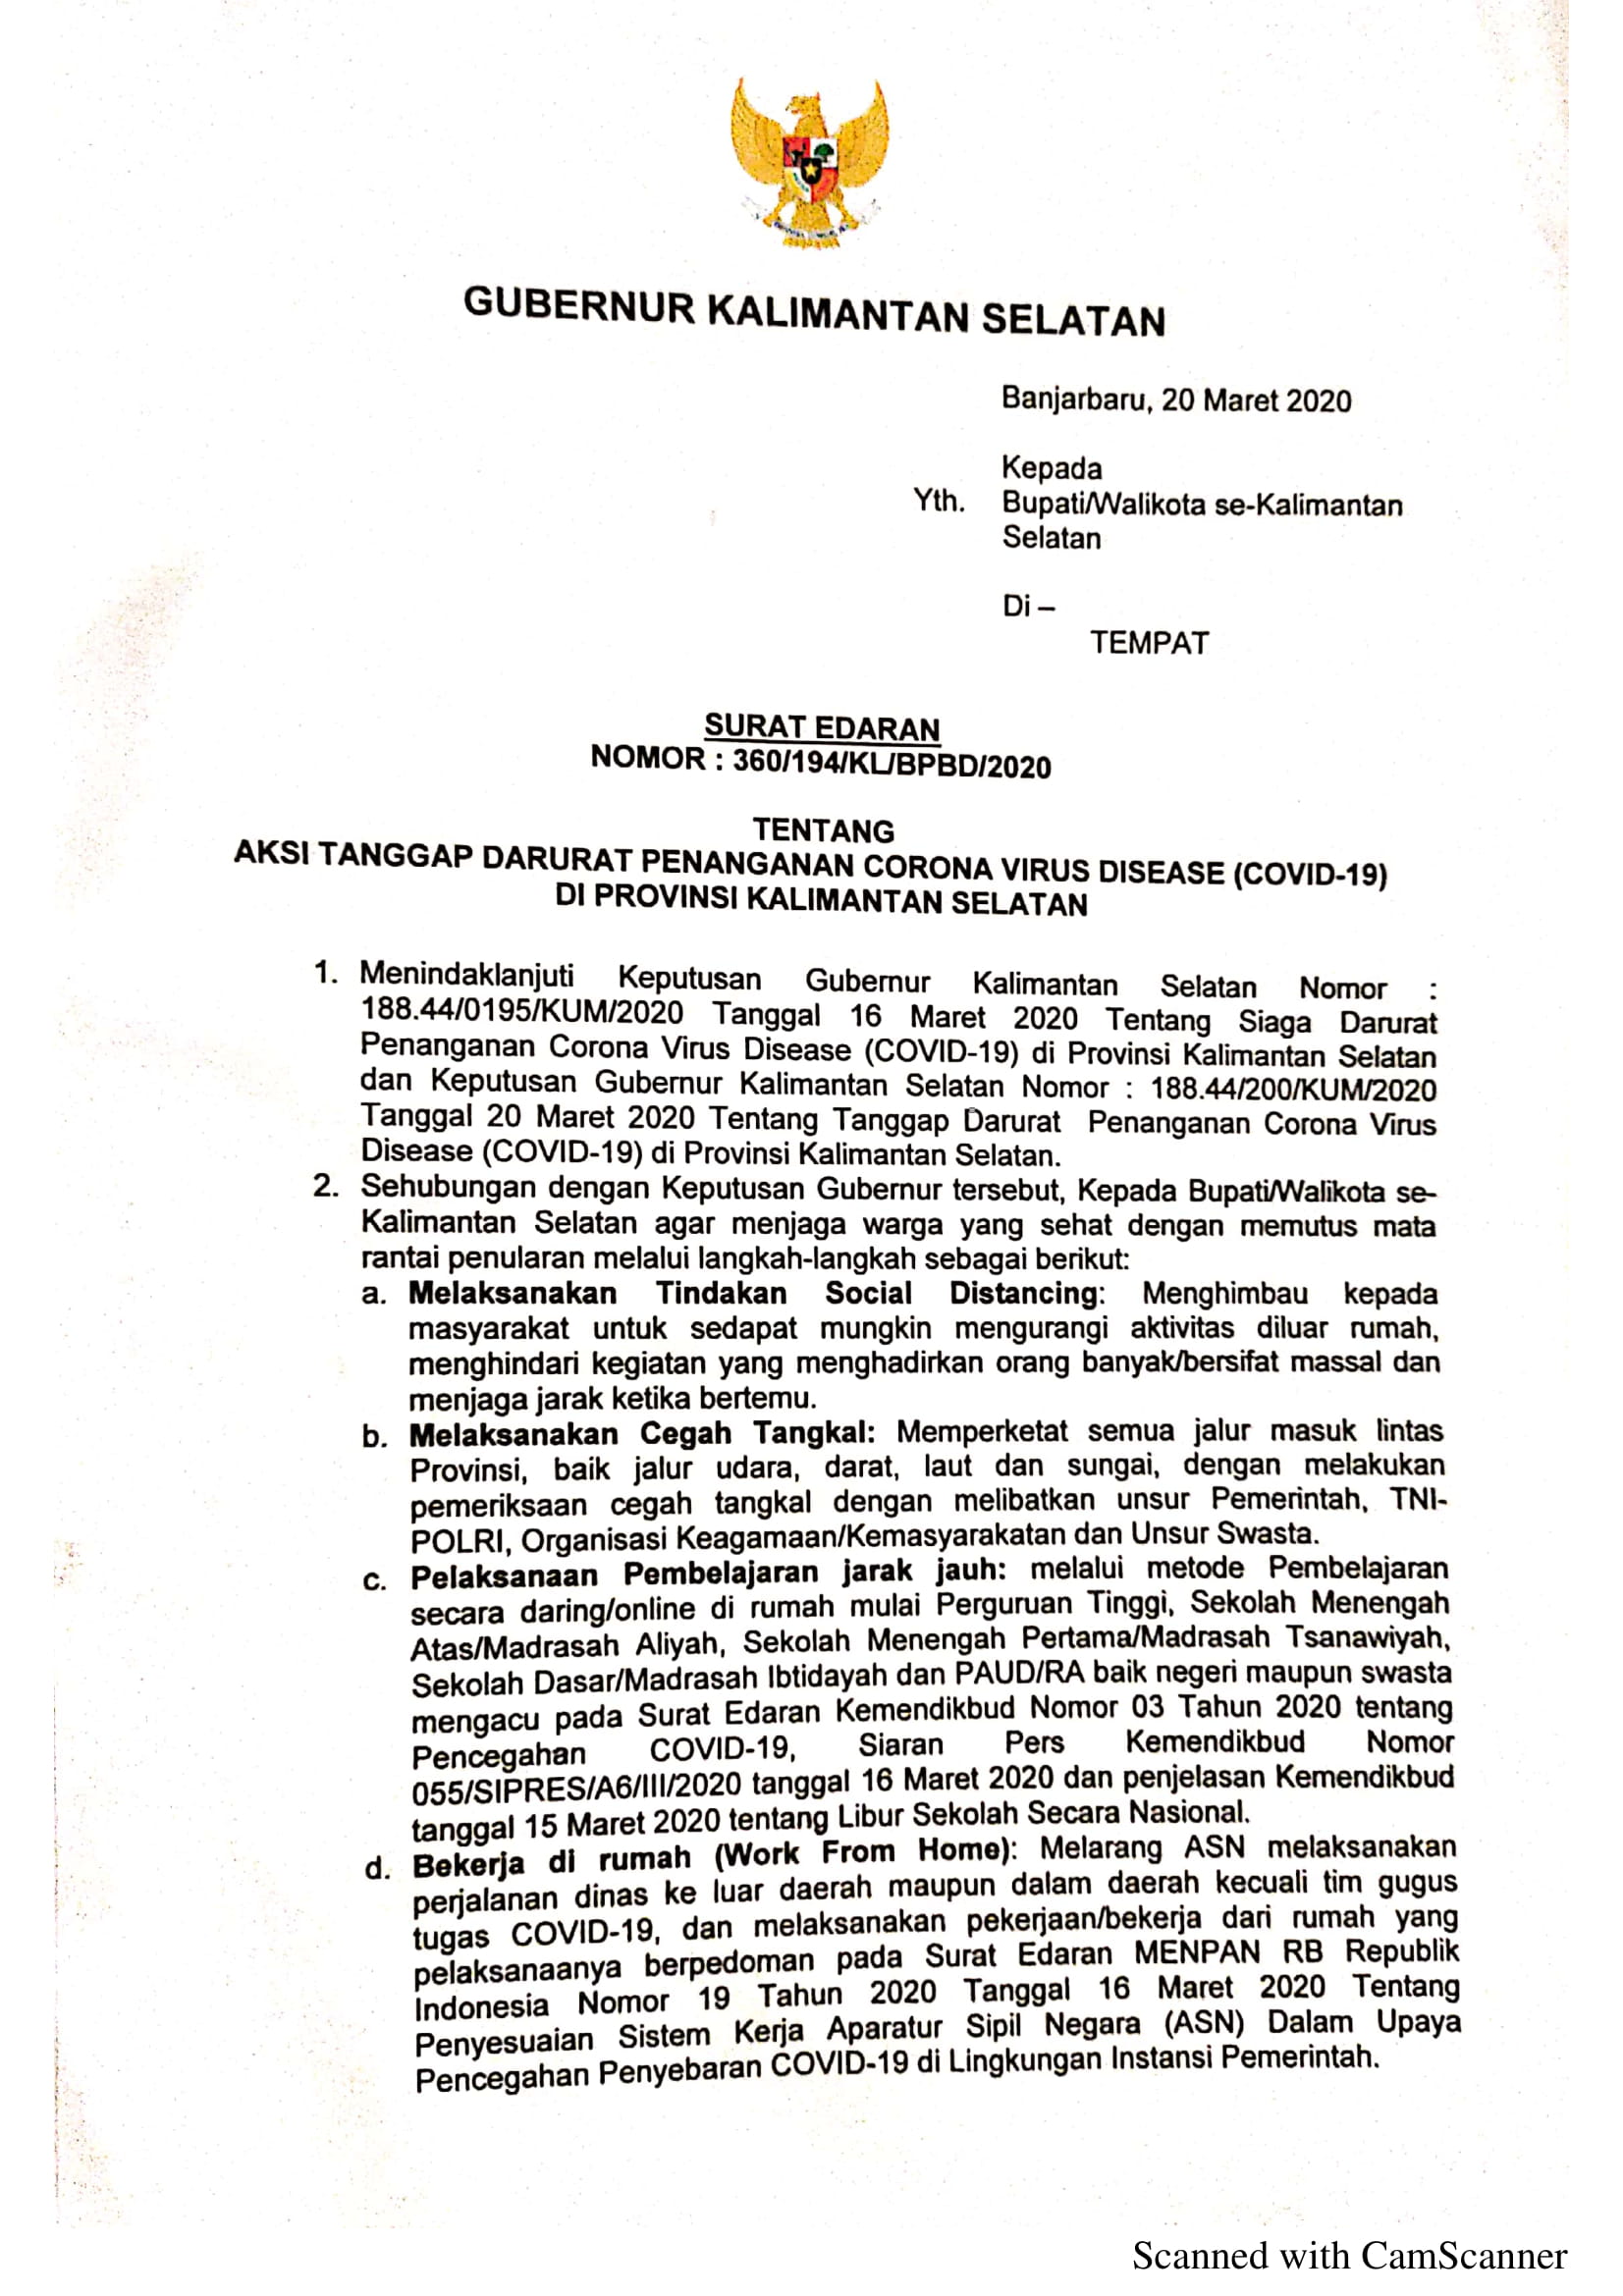 GUBERNUR KALIMANTAN SELATAN
Banjarbaru, 20 Maret 2020
Kepada
Yth. Bupati/Walikota se-Kalimantan
Selatan
Di –
TEMPAT
SURAT EDARAN
NOMOR : 360/194/KL/BPBD/2020
TENTANG
AKSI TANGGAP DARURAT PENANGANAN CORONA VIRUS DISEASE (COVID-19)
DI PROVINSI KALIMANTAN SELATAN
1. Menindaklanjuti Keputusan Gubernur Kalimantan Selatan Nomor :
188.44/0195/KUM/2020 Tanggal 16 Maret 2020 Tentang Siaga Darurat
Penanganan Corona Virus Disease (COVID-19) di Provinsi Kalimantan Selatan
dan Keputusan Gubernur Kalimantan Selatan Nomor : 188.44/200/KUM/2020
Tanggal 20 Maret 2020 Tentang Tanggap Darurat Penanganan Corona Virus
Disease (COVID-19) di Provinsi Kalimantan Selatan.
2. Sehubungan dengan Keputusan Gubernur tersebut, Kepada Bupati/Walikota se-
Kalimantan Selatan agar menjaga warga yang sehat dengan memutus mata
rantai penularan melalui langkah-langkah sebagai berikut:
a. Melaksanakan Tindakan Social Distancing: Menghimbau kepada
masyarakat untuk sedapat mungkin mengurangi aktivitas diluar rumah,
menghindari kegiatan yang menghadirkan orang banyak/bersifat massal dan
menjaga jarak ketika bertemu.
b. Melaksanakan Cegah Tangkal: Memperketat semua jalur masuk lintas
Provinsi, baik jalur udara, darat, laut dan sungai, dengan melakukan
pemeriksaan cegah tangkal dengan melibatkan unsur Pemerintah, TNI-
POLRI, Organisasi Keagamaan/Kemasyarakatan dan Unsur Swasta.
c. Pelaksanaan Pembelajaran jarak jauh: melalui metode Pembelajaran
secara daring/online di rumah mulai Perguruan Tinggi, Sekolah Menengah
Atas/Madrasah Aliyah, Sekolah Menengah Pertama/Madrasah Tsanawiyah,
Sekolah Dasar/Madrasah Ibtidayah dan PAUD/RA baik negeri maupun swasta
mengacu pada Surat Edaran Kemendikbud Nomor 03 Tahun 2020 tentang
Pencegahan COVID-19, Siaran Pers Kemendikbud Nomor
055/SIPRES/A6/III/2020 tanggal 16 Maret 2020 dan penjelasan Kemendikbud
tanggal 15 Maret 2020 tentang Libur Sekolah Secara Nasional.
d. Bekerja di rumah (Work From Home): Melarang ASN melaksanakan
perjalanan dinas ke luar daerah maupun dalam daerah kecuali tim gugus
tugas COVID-19, dan melaksanakan pekerjaan/bekerja dari rumah yang
pelaksanaanya berpedoman pada Surat Edaran MENPAN RB Republik
Indonesia Nomor 19 Tahun 2020 Tanggal 16 Maret 2020 Tentang
Penyesuaian Sistem Kerja Aparatur Sipil Negara (ASN) Dalam Upaya
Pencegahan Penyebaran COVID-19 di Lingkungan Instansi Pemerintah.
Scanned with CamScanner